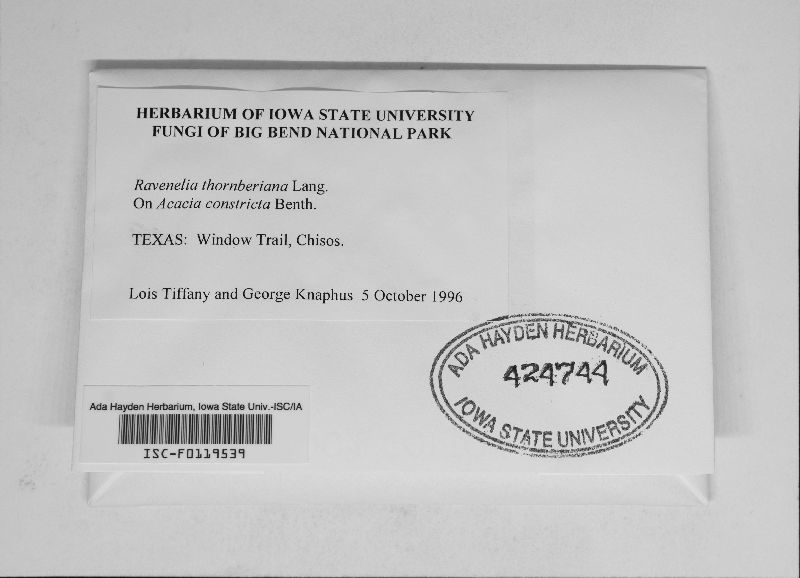 HERBARIUM OF IOWA STATE UNIVERSITY
FUNGI OF BIG BEND NATIONAL PARK
Ravenelia thornberiana Lang.
On Acacia constricta Benth.
TEXAS: Window Trail, Chisos.
Lois Tiffany and George Knaphus 5 October 1996
ADA HAYDEN HERBARIUM
424744
IOWA STATE UNIVERSITY
Ada Hayden Herbarium, Iowa State Univ.-ISC/IA
ISC-F0119539